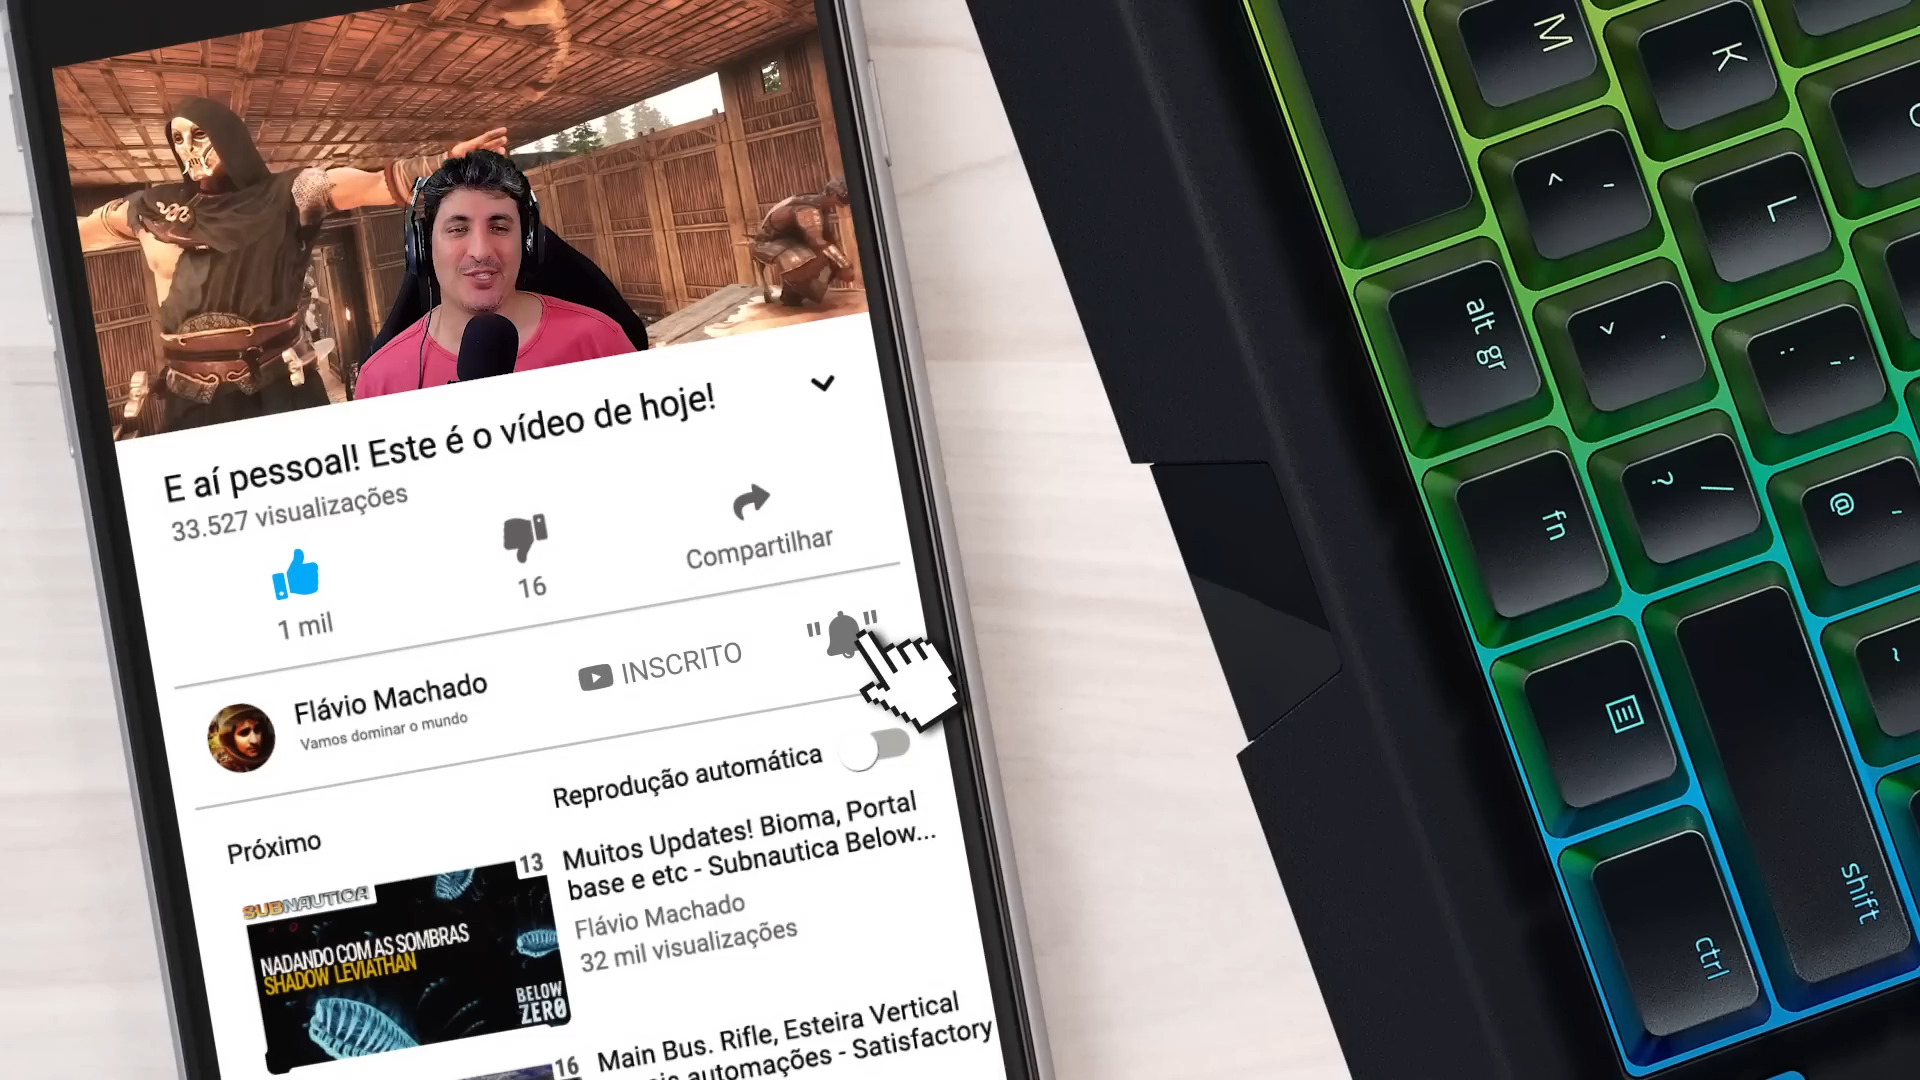 E aí pessoal! Este é o vídeo de hoje!
33.527 visualizações
1 mil
16
Compartilhar
Flávio Machado
Vamos dominar o mundo
INSCRITO
Reprodução automática
Próximo
13
SUBNAUTICA
NADANDO COM AS SOMBRAS
SHADOW LEVIATHAN
BELOW
ZERO
Muitos Updates! Bioma, Portal
base e etc - Subnautica Below...
Flávio Machado
32 mil visualizações
16
Main Bus. Rifle, Esteira Vertical
automações - Satisfactory
M
K
L
alt gr
fn
? /
@
shift
ctrl